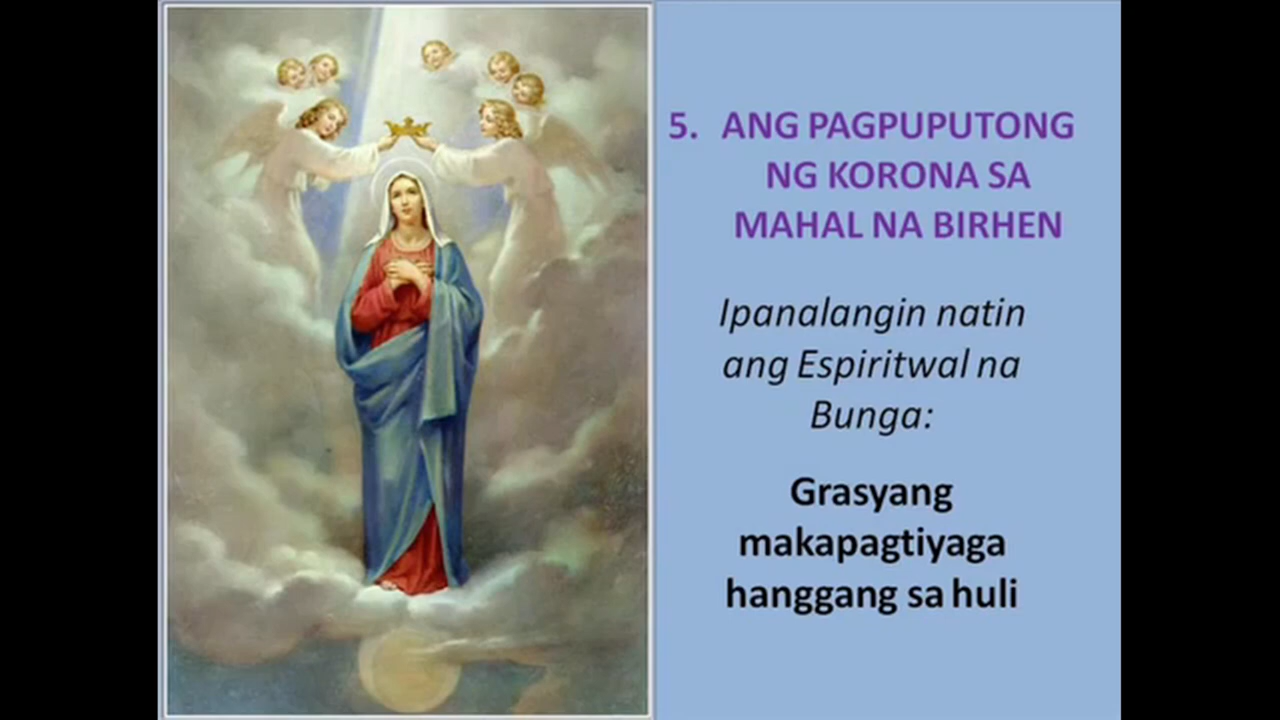 5. ANG PAGPUPUTONG
NG KORONA SA
MAHAL NA BIRHEN
Ipanalangin natin
ang Espiritwal na
Bunga:
Grasyang
makapagtiyaga
hanggang sa huli